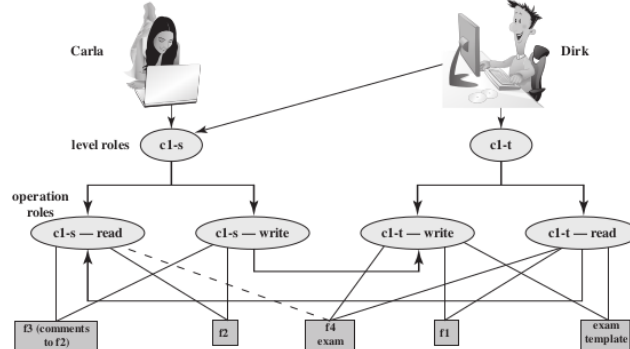 Carla
Dirk
level roles
c1-s
c1-t
operation
roles
c1-s — read
c1-s — write
c1-t — write
c1-t — read
f3 (comments
to f2)
f2
f4
exam
f1
exam
template